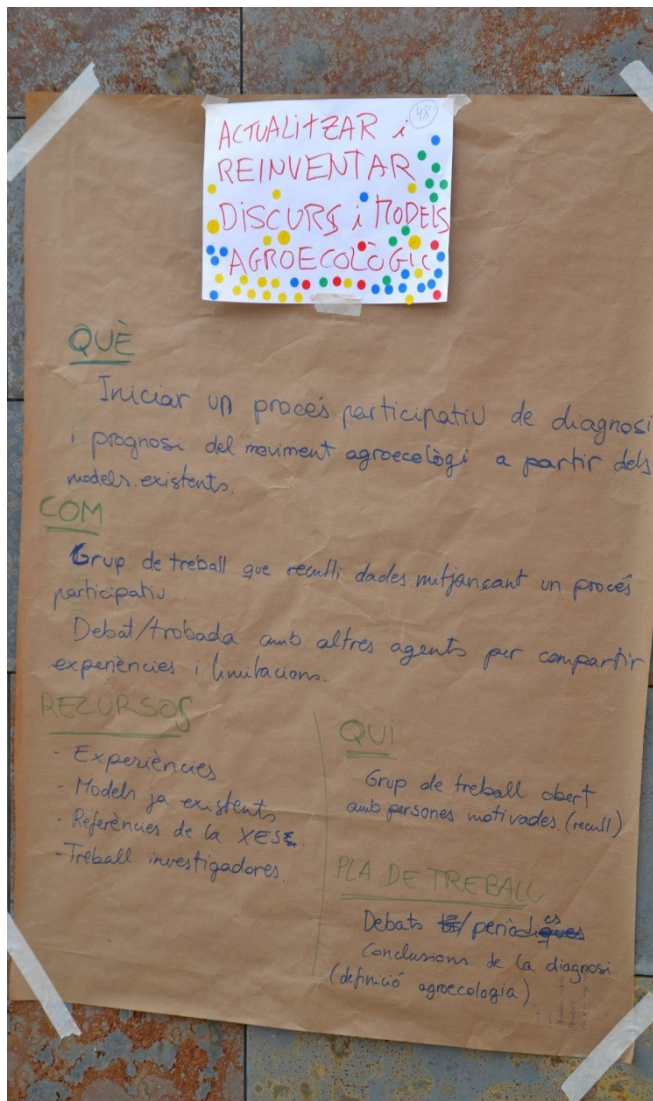 48
ACTUALITZAR i
REINVENTAR
DISCURS i MODELS
AGROECOLÒGIC
QUÈ
Iniciar un procés participatiu de diagnosi
i prognosi del moviment agroecològi a partir dels
models existents.
COM
Grup de treball que reculli dades mitjançant un procés
participatiu
Debat/trobada amb altres agents per compartir
experiències i limitacions.
RECURSOS
- Experiències
- Models ja existents
- Referències de la XESC.
- Treball investigadores.
QUI
Grup de treball obert
amb persones motivades. (recull)
PLA DE TREBALL
Debats / periòdics
Conclusions de la diagnosi
(definició agroecologia)